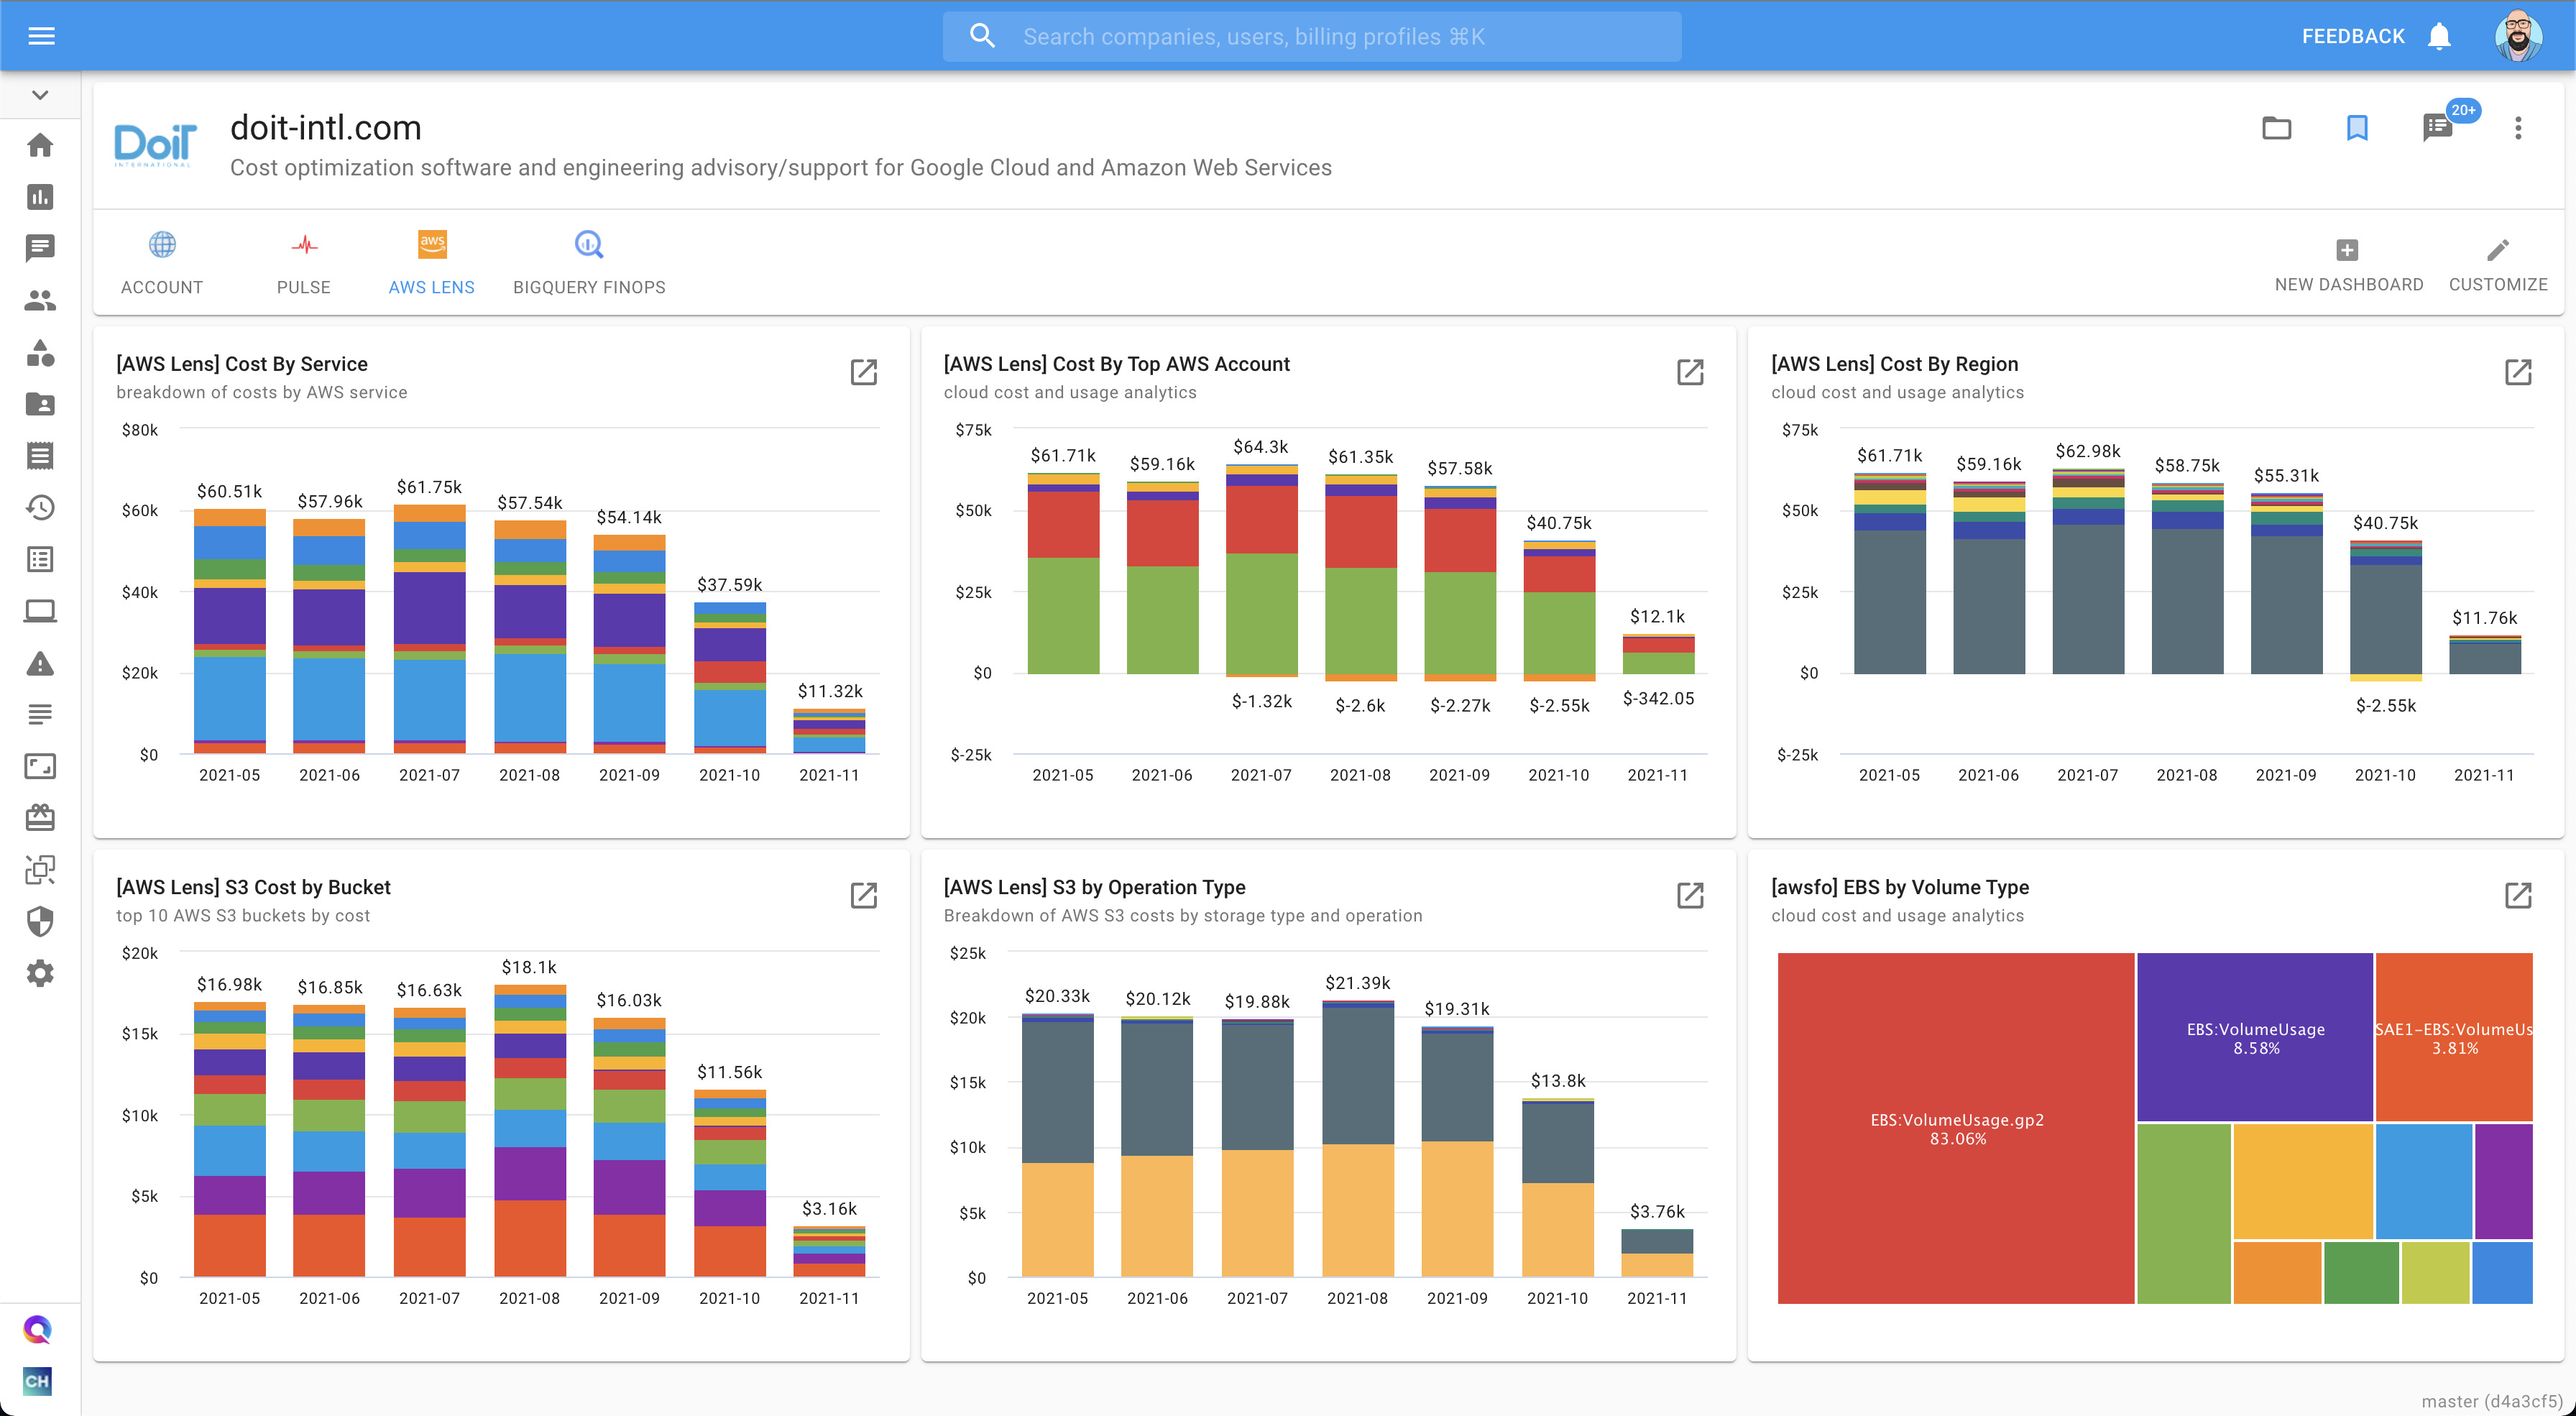 Search companies, users, billing profiles ⌘K
FEEDBACK
DoiT
INTERNATIONAL
doit-intl.com
Cost optimization software and engineering advisory/support for Google Cloud and Amazon Web Services
20+
aws
ACCOUNT
PULSE
AWS LENS
BIGQUERY FINOPS
NEW DASHBOARD
CUSTOMIZE
[AWS Lens] Cost By Service
breakdown of costs by AWS service
$80k
$60k
$40k
$20k
$0
$60.51k
$57.96k
$61.75k
$57.54k
$54.14k
$37.59k
$11.32k
2021-05
2021-06
2021-07
2021-08
2021-09
2021-10
2021-11
[AWS Lens] Cost By Top AWS Account
cloud cost and usage analytics
$75k
$50k
$25k
$0
$-25k
$61.71k
$59.16k
$64.3k
$61.35k
$57.58k
$40.75k
$12.1k
$-1.32k
$-2.6k
$-2.27k
$-2.55k
$-342.05
2021-05
2021-06
2021-07
2021-08
2021-09
2021-10
2021-11
[AWS Lens] Cost By Region
cloud cost and usage analytics
$75k
$50k
$25k
$0
$-25k
$61.71k
$59.16k
$62.98k
$58.75k
$55.31k
$40.75k
$11.76k
$-2.55k
2021-05
2021-06
2021-07
2021-08
2021-09
2021-10
2021-11
[AWS Lens] S3 Cost by Bucket
top 10 AWS S3 buckets by cost
$20k
$15k
$10k
$5k
$0
$16.98k
$16.85k
$16.63k
$18.1k
$16.03k
$11.56k
$3.16k
2021-05
2021-06
2021-07
2021-08
2021-09
2021-10
2021-11
[AWS Lens] S3 by Operation Type
Breakdown of AWS S3 costs by storage type and operation
$25k
$20k
$15k
$10k
$5k
$0
$20.33k
$20.12k
$19.88k
$21.39k
$19.31k
$13.8k
$3.76k
2021-05
2021-06
2021-07
2021-08
2021-09
2021-10
2021-11
[awsfo] EBS by Volume Type
cloud cost and usage analytics
EBS:VolumeUsage.gp2
83.06%
EBS:VolumeUsage
8.58%
SAE1-EBS:VolumeUs
3.81%
CH
master (d4a3cf5)